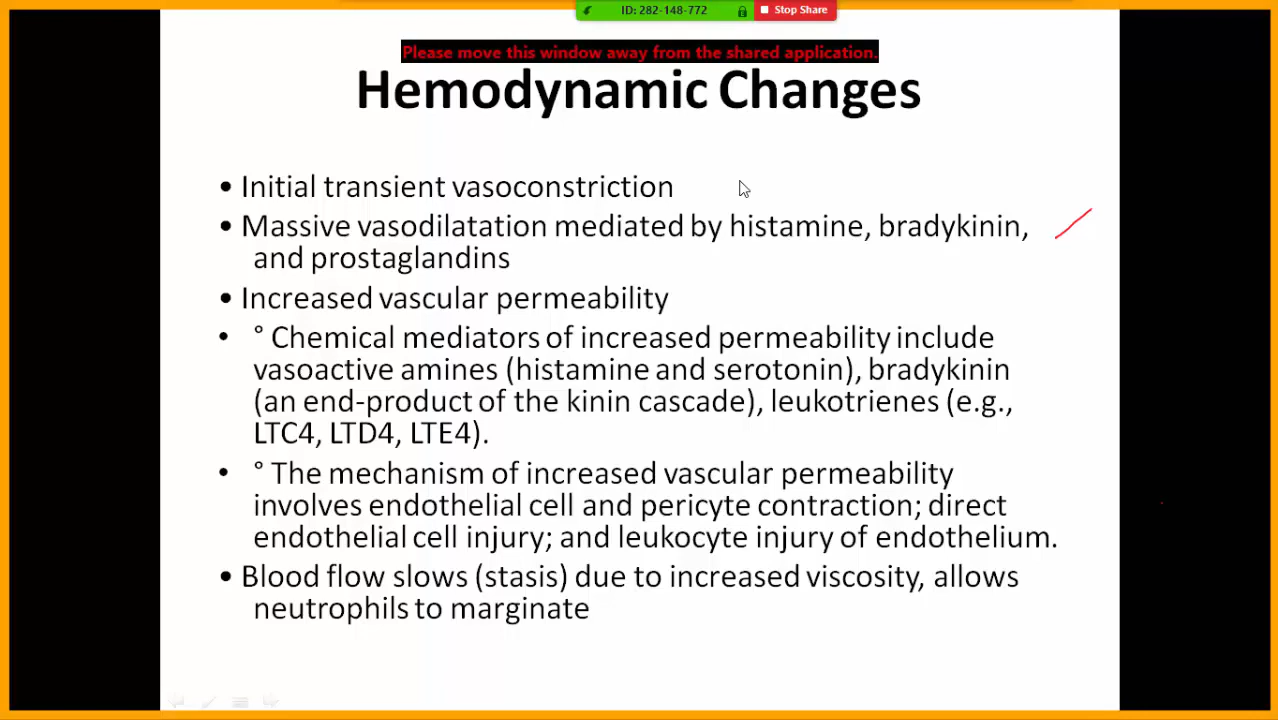 ID: 282-148-772
Stop Share
Please move this window away from the shared application.
Hemodynamic Changes
• Initial transient vasoconstriction
• Massive vasodilatation mediated by histamine, bradykinin,
and prostaglandins
• Increased vascular permeability
• ° Chemical mediators of increased permeability include
vasoactive amines (histamine and serotonin), bradykinin
(an end-product of the kinin cascade), leukotrienes (e.g.,
LTC4, LTD4, LTE4).
• ° The mechanism of increased vascular permeability
involves endothelial cell and pericyte contraction; direct
endothelial cell injury; and leukocyte injury of endothelium.
• Blood flow slows (stasis) due to increased viscosity, allows
neutrophils to marginate